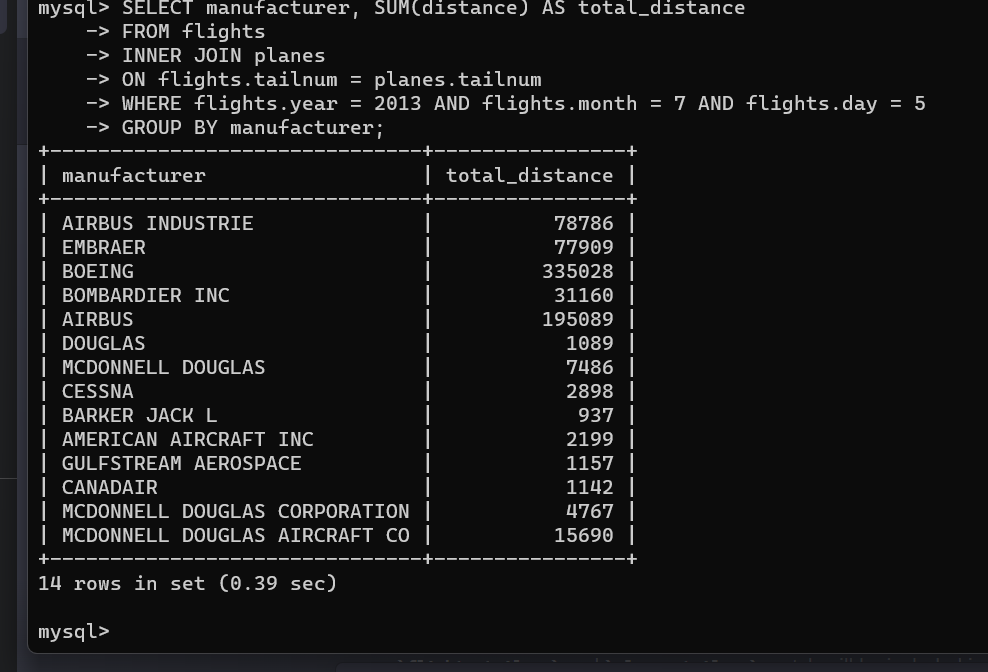 mysql> SELECT manufacturer, SUM(distance) AS total_distance
    -> FROM flights
    -> INNER JOIN planes
    -> ON flights.tailnum = planes.tailnum
    -> WHERE flights.year = 2013 AND flights.month = 7 AND flights.day = 5
    -> GROUP BY manufacturer;
+-------------------------------+----------------+
| manufacturer                  | total_distance |
+-------------------------------+----------------+
| AIRBUS INDUSTRIE              |          78786 |
| EMBRAER                       |          77909 |
| BOEING                        |         335028 |
| BOMBARDIER INC                |          31160 |
| AIRBUS                        |         195089 |
| DOUGLAS                       |           1089 |
| MCDONNELL DOUGLAS             |           7486 |
| CESSNA                        |           2898 |
| BARKER JACK L                 |            937 |
| AMERICAN AIRCRAFT INC         |           2199 |
| GULFSTREAM AEROSPACE          |           1157 |
| CANADAIR                      |           1142 |
| MCDONNELL DOUGLAS CORPORATION |           4767 |
| MCDONNELL DOUGLAS AIRCRAFT CO |          15690 |
+-------------------------------+----------------+
14 rows in set (0.39 sec)
mysql>